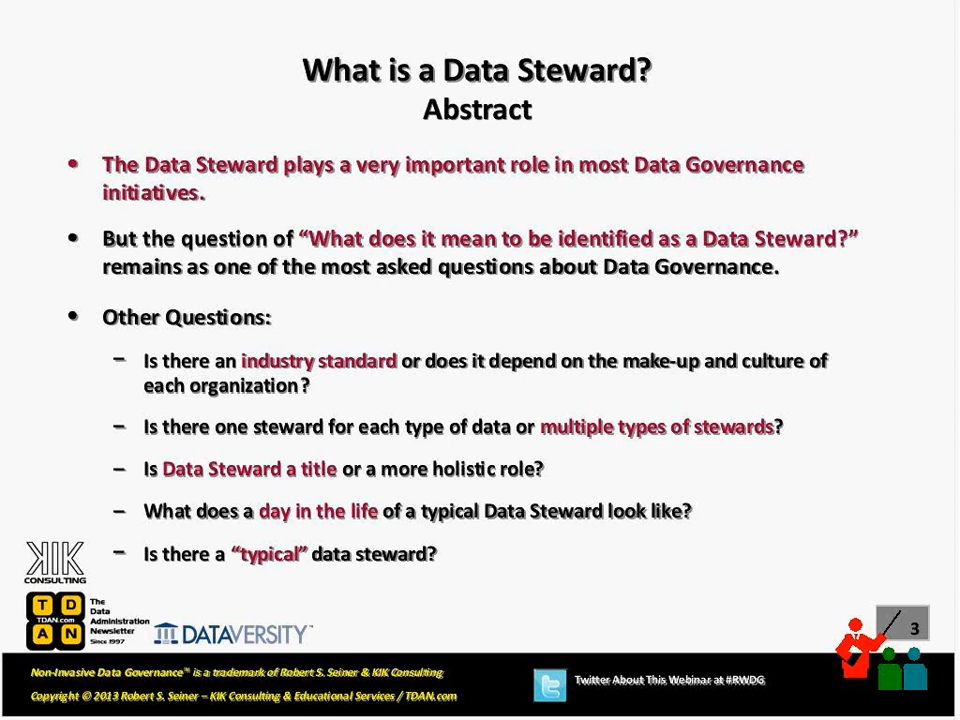 What is a Data Steward?
Abstract
• The Data Steward plays a very important role in most Data Governance
initiatives.
• But the question of “What does it mean to be identified as a Data Steward?”
remains as one of the most asked questions about Data Governance.
• Other Questions:
– Is there an industry standard or does it depend on the make-up and culture of
each organization?
– Is there one steward for each type of data or multiple types of stewards?
– Is Data Steward a title or a more holistic role?
– What does a day in the life of a typical Data Steward look like?
– Is there a “typical” data steward?
KIK
CONSULTING
T D
TDAN.com
A N
The
Data
Administration
Newsletter
Since 1997
DATAVERSITY™
3
Non-Invasive Data Governance™ is a trademark of Robert S. Seiner & KIK Consulting
Copyright © 2013 Robert S. Seiner – KIK Consulting & Educational Services / TDAN.com
Twitter About This Webinar at #RWDG